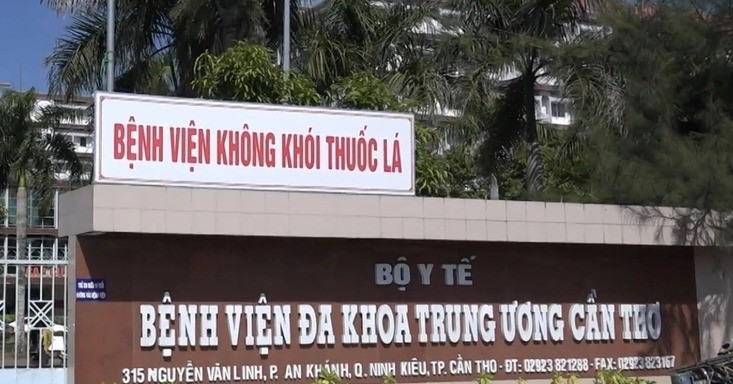 BỆNH VIỆN KHÔNG KHÓI THUỐC LÁ
BỘ Y TẾ
BỆNH VIỆN ĐA KHOA TRUNG ƯƠNG CẦN THƠ
315 NGUYỄN VĂN LINH, P. AN KHÁNH, Q. NINH KIỀU, TP. CẦN THƠ - ĐT: 02923 821288 - FAX: 02923 823167